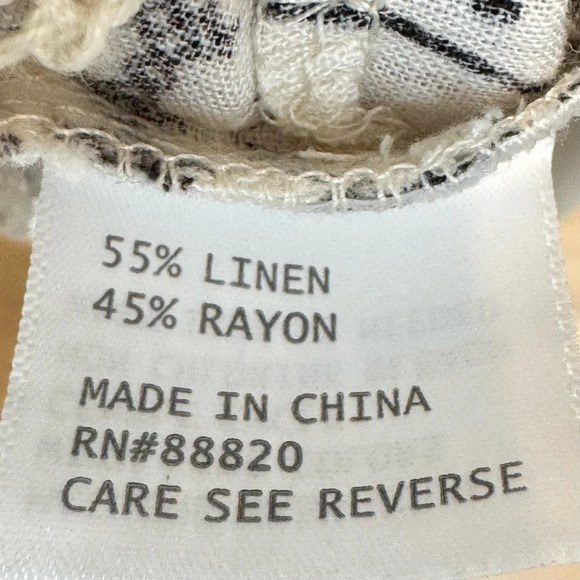 55% LINEN
45% RAYON
MADE IN CHINA
RN#88820
CARE SEE REVERSE